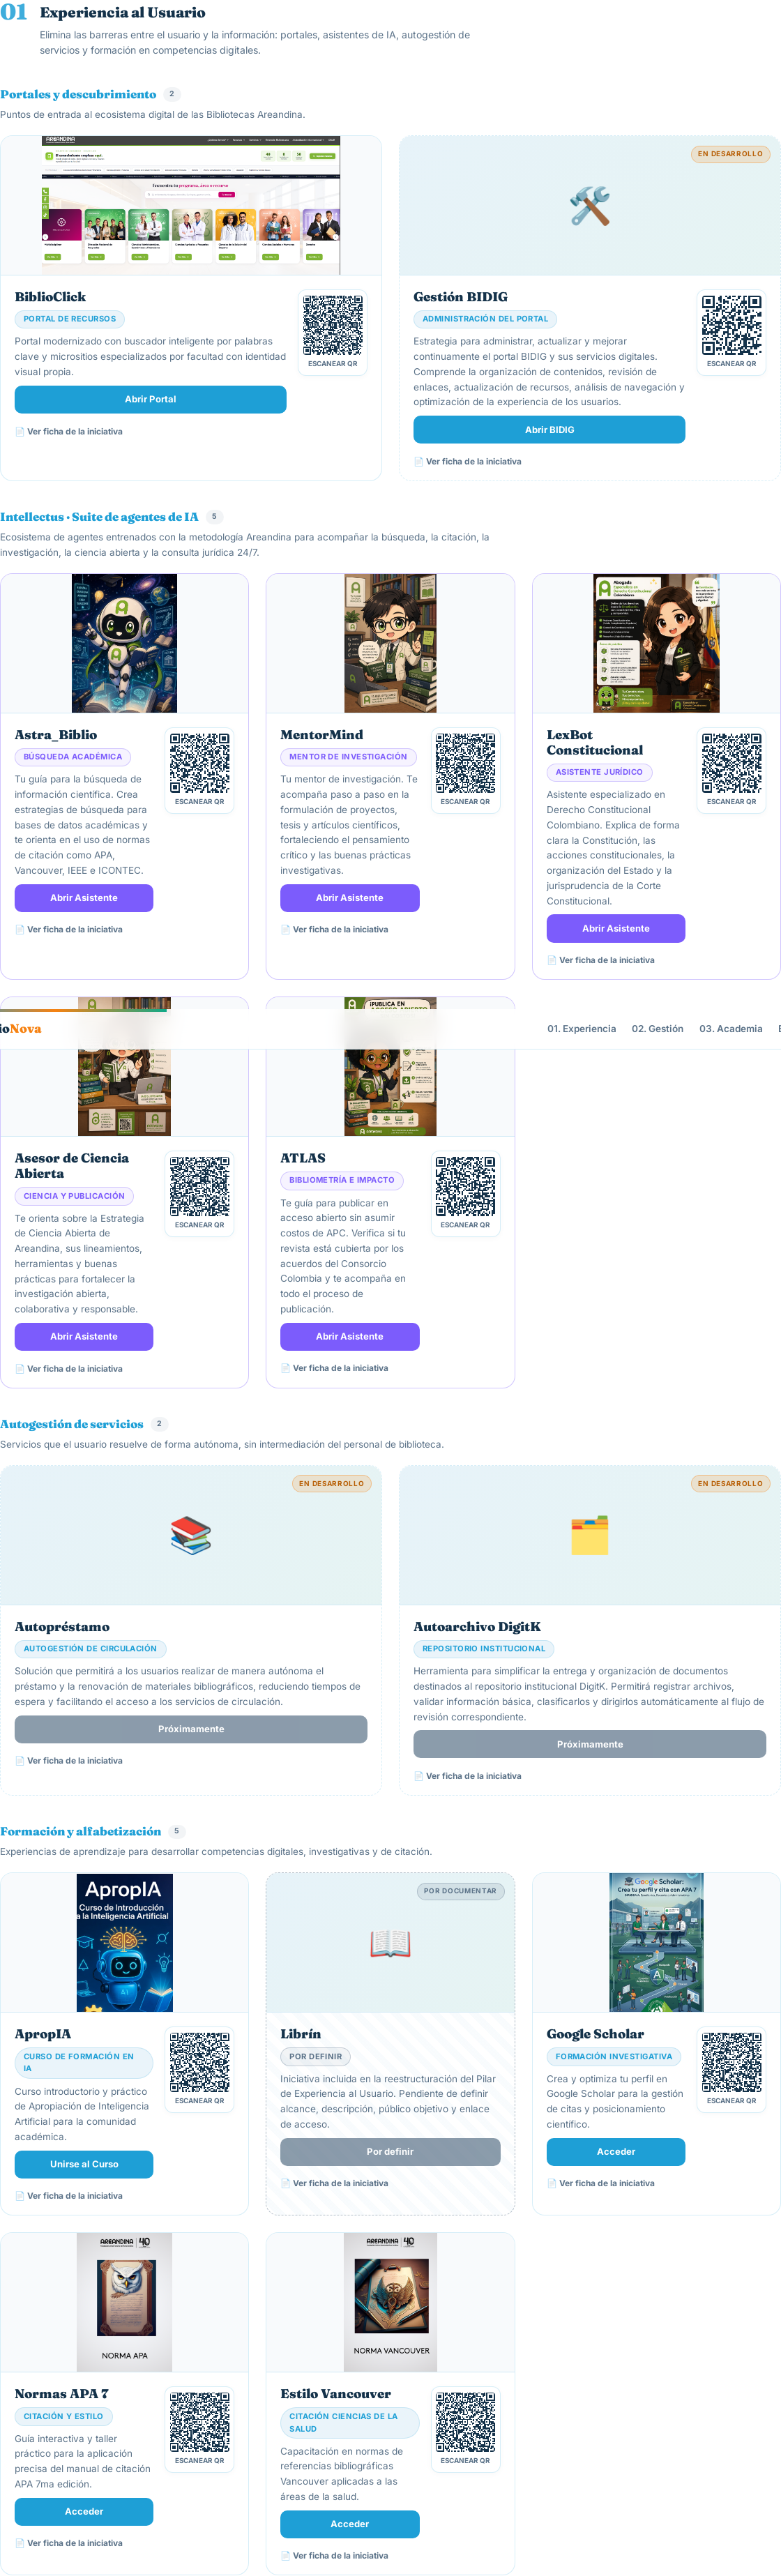 01 Experiencia al Usuario
Elimina las barreras entre el usuario y la información: portales, asistentes de IA, autogestión de
servicios y formación en competencias digitales.
Portales y descubrimiento 2
Puntos de entrada al ecosistema digital de las Bibliotecas Areandina.
AREANDINA
Encuentra tu programa, área o recurso
BiblioClick
PORTAL DE RECURSOS
Portal modernizado con buscador inteligente por palabras
clave y micrositios especializados por facultad con identidad
visual propia.
Abrir Portal
📄 Ver ficha de la iniciativa
ESCANEAR QR
EN DESARROLLO
Gestión BIDIG
ADMINISTRACIÓN DEL PORTAL
Estrategia para administrar, actualizar y mejorar
continuamente el portal BIDIG y sus servicios digitales.
Comprende la organización de contenidos, revisión de
enlaces, actualización de recursos, análisis de navegación y
optimización de la experiencia de los usuarios.
Abrir BIDIG
📄 Ver ficha de la iniciativa
ESCANEAR QR
Intellectus · Suite de agentes de IA 5
Ecosistema de agentes entrenados con la metodología Areandina para acompañar la búsqueda, la citación, la
investigación, la ciencia abierta y la consulta jurídica 24/7.
Astra_Biblio
BÚSQUEDA ACADÉMICA
Tu guía para la búsqueda de
información científica. Crea
estrategias de búsqueda para
bases de datos académicas y
te orienta en el uso de normas
de citación como APA,
Vancouver, IEEE e ICONTEC.
Abrir Asistente
📄 Ver ficha de la iniciativa
ESCANEAR QR
MentorMind
MENTOR DE INVESTIGACIÓN
Tu mentor de investigación. Te
acompaña paso a paso en la
formulación de proyectos,
tesis y artículos científicos,
fortaleciendo el pensamiento
crítico y las buenas prácticas
investigativas.
Abrir Asistente
📄 Ver ficha de la iniciativa
ESCANEAR QR
LexBot
Constitucional
ASISTENTE JURÍDICO
Asistente especializado en
Derecho Constitucional
Colombiano. Explica de forma
clara la Constitución, las
acciones constitucionales, la
organización del Estado y la
jurisprudencia de la Corte
Constitucional.
Abrir Asistente
📄 Ver ficha de la iniciativa
ESCANEAR QR
¡PUBLICA EN
ioNova
01. Experiencia 02. Gestión 03. Academia
Asesor de Ciencia
Abierta
CIENCIA Y PUBLICACIÓN
Te orienta sobre la Estrategia
de Ciencia Abierta de
Areandina, sus lineamientos,
herramientas y buenas
prácticas para fortalecer la
investigación abierta,
colaborativa y responsable.
Abrir Asistente
📄 Ver ficha de la iniciativa
ESCANEAR QR
ATLAS
BIBLIOMETRÍA E IMPACTO
Te guía para publicar en
acceso abierto sin asumir
costos de APC. Verifica si tu
revista está cubierta por los
acuerdos del Consorcio
Colombia y te acompaña en
todo el proceso de
publicación.
Abrir Asistente
📄 Ver ficha de la iniciativa
ESCANEAR QR
Autogestión de servicios 2
Servicios que el usuario resuelve de forma autónoma, sin intermediación del personal de biblioteca.
EN DESARROLLO
Autopréstamo
AUTOGESTIÓN DE CIRCULACIÓN
Solución que permitirá a los usuarios realizar de manera autónoma el
préstamo y la renovación de materiales bibliográficos, reduciendo tiempos de
espera y facilitando el acceso a los servicios de circulación.
Próximamente
📄 Ver ficha de la iniciativa
EN DESARROLLO
Autoarchivo DigitK
REPOSITORIO INSTITUCIONAL
Herramienta para simplificar la entrega y organización de documentos
destinados al repositorio institucional DigitK. Permitirá registrar archivos,
validar información básica, clasificarlos y dirigirlos automáticamente al flujo de
revisión correspondiente.
Próximamente
📄 Ver ficha de la iniciativa
Formación y alfabetización 5
Experiencias de aprendizaje para desarrollar competencias digitales, investigativas y de citación.
ApropIA
Curso de Introducción
a la Inteligencia Artificial
ApropIA
CURSO DE FORMACIÓN EN
IA
Curso introductorio y práctico
de Apropiación de Inteligencia
Artificial para la comunidad
académica.
Unirse al Curso
📄 Ver ficha de la iniciativa
ESCANEAR QR
POR DOCUMENTAR
Librín
POR DEFINIR
Iniciativa incluida en la reestructuración del Pilar
de Experiencia al Usuario. Pendiente de definir
alcance, descripción, público objetivo y enlace
de acceso.
Por definir
📄 Ver ficha de la iniciativa
Google Scholar:
Crea tu perfil y cita con APA 7
Google Scholar
FORMACIÓN INVESTIGATIVA
Crea y optimiza tu perfil en
Google Scholar para la gestión
de citas y posicionamiento
científico.
Acceder
📄 Ver ficha de la iniciativa
ESCANEAR QR
AREANDINA 40
NORMA APA
Normas APA 7
CITACIÓN Y ESTILO
Guía interactiva y taller
práctico para la aplicación
precisa del manual de citación
APA 7ma edición.
Acceder
📄 Ver ficha de la iniciativa
ESCANEAR QR
AREANDINA 40
NORMA VANCOUVER
Estilo Vancouver
CITACIÓN CIENCIAS DE LA
SALUD
Capacitación en normas de
referencias bibliográficas
Vancouver aplicadas a las
áreas de la salud.
Acceder
📄 Ver ficha de la iniciativa
ESCANEAR QR